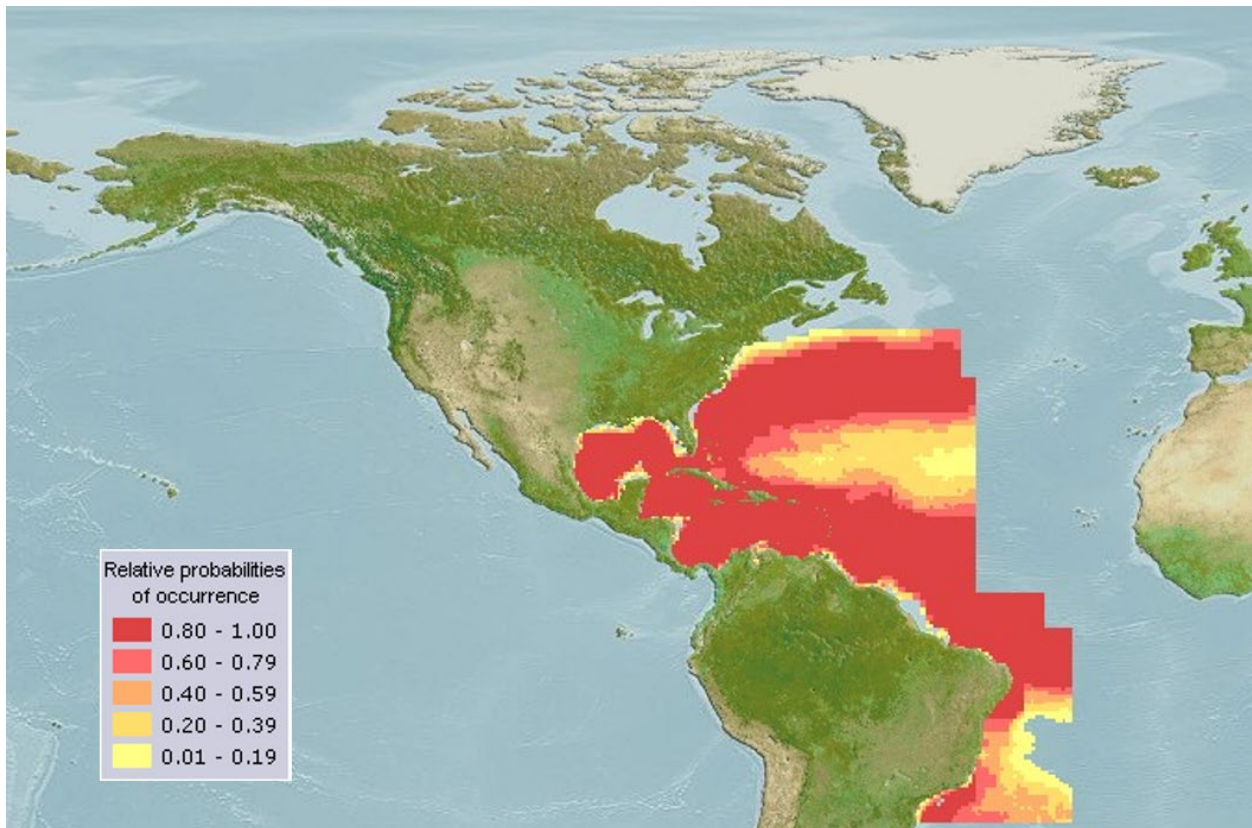 Relative probabilities
of occurrence
0.80 - 1.00
0.60 - 0.79
0.40 - 0.59
0.20 - 0.39
0.01 - 0.19